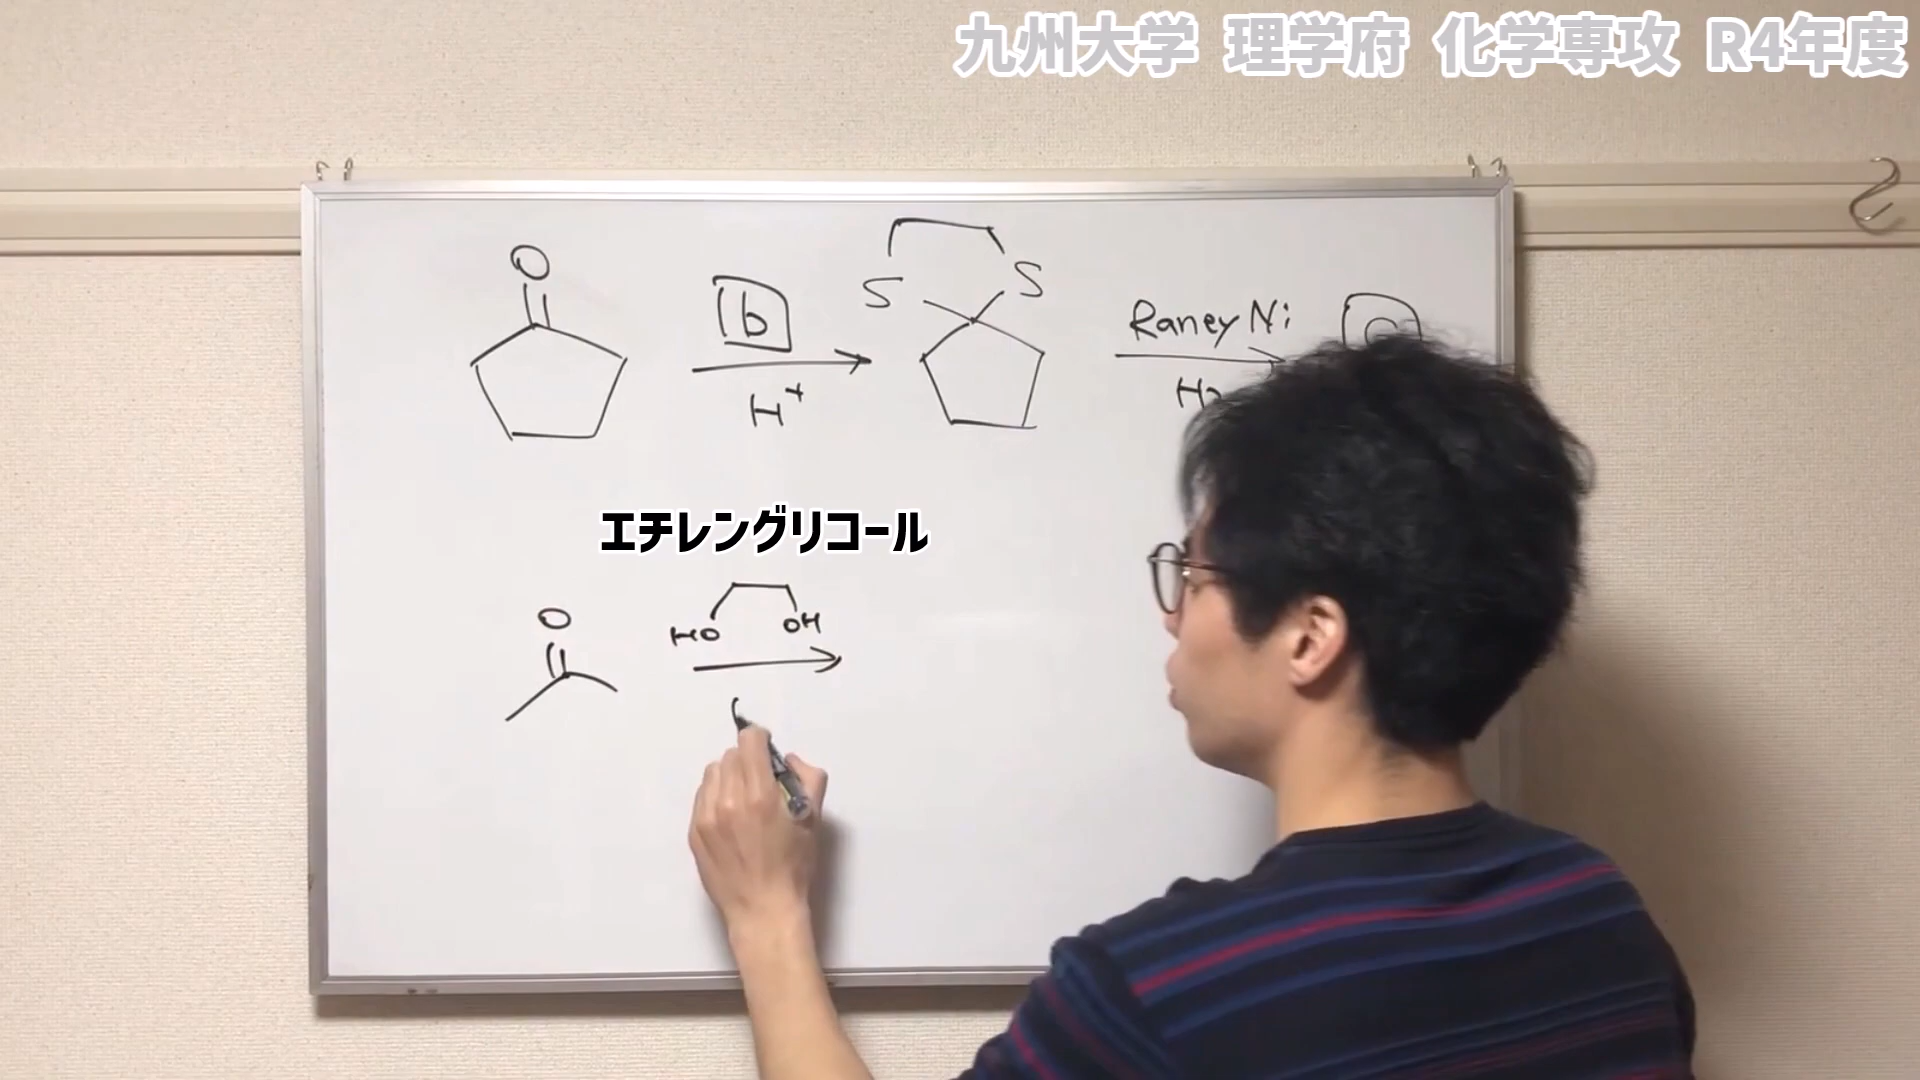 九州大学 理学府 化学専攻 R4年度
O
b
H⁺
S
S
Raney Ni
H₂
C
エチレングリコール
O
HO
OH